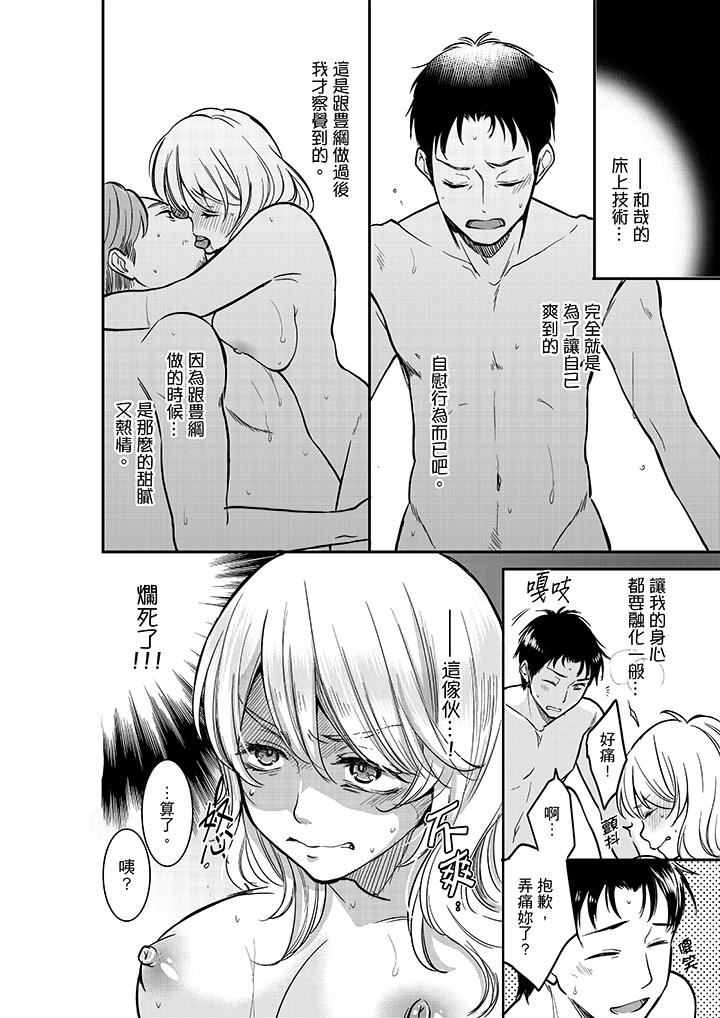 ——和哉的
床上技術…
完全就是
為了讓自己
爽到的
自慰行為而已吧。
這是跟豊綱做過後
我才察覺到的。
因為跟豊綱
做的時候…
是那麼的甜膩
又熱情。
讓我的身心
都要融化一般…
嘎吱
好痛！
啊…
顫抖
抱歉，
弄痛妳了？
——這傢伙…！
爛死了!!!
…算了。
咦？